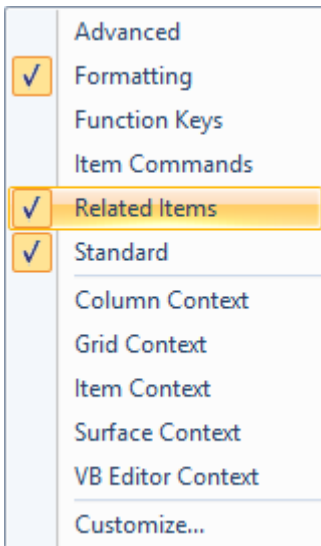 Advanced
Formatting
Function Keys
Item Commands
Related Items
Standard
Column Context
Grid Context
Item Context
Surface Context
VB Editor Context
Customize...